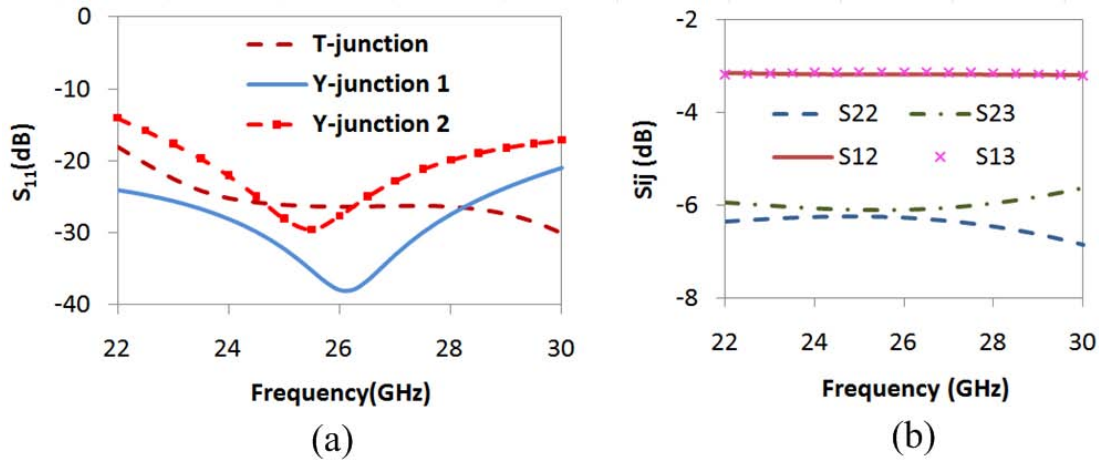 0
-10
-20
-30
-40
S11(dB)
T-junction
Y-junction 1
Y-junction 2
22 24 26 28 30
Frequency(GHz)
(a)
-2
-4
-6
-8
Sij (dB)
S22 S23
S12 S13
22 24 26 28 30
Frequency (GHz)
(b)